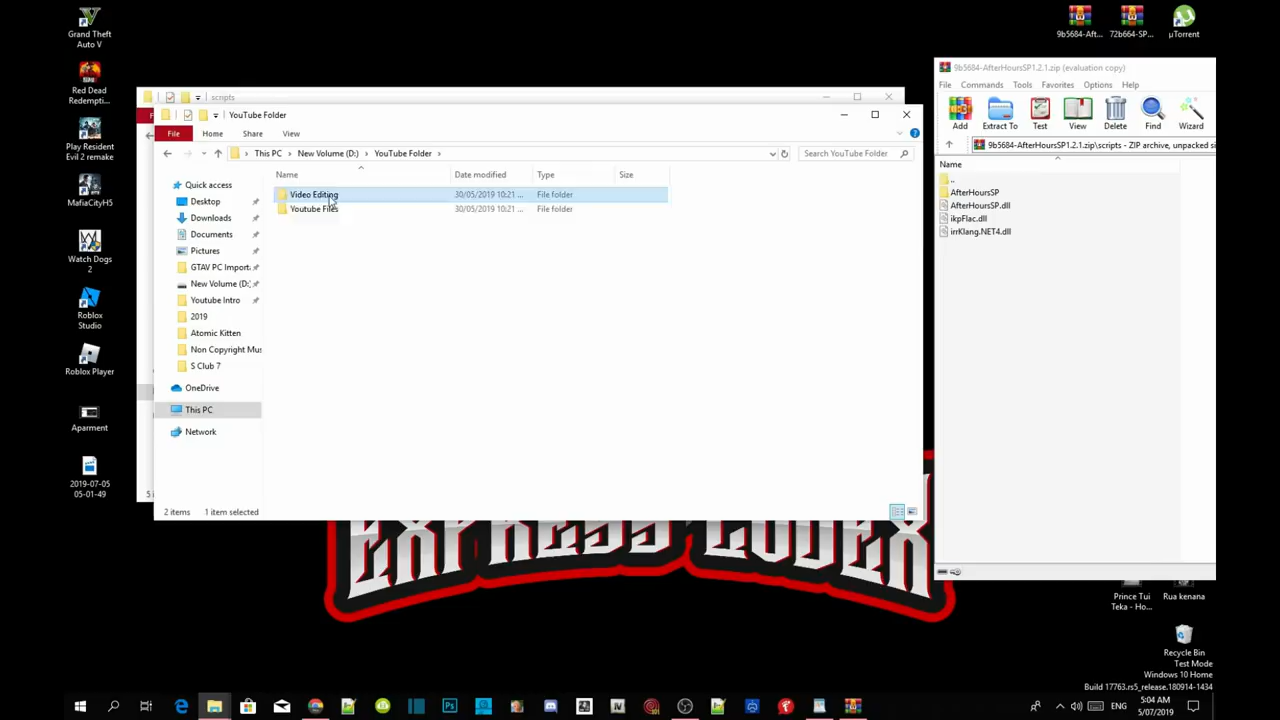 Grand Theft
Auto V
Red Dead
Redempti...
Play Resident
Evil 2 remake
MafiaCityH5
Watch Dogs
2
Roblox
Studio
Roblox Player
Aparment
2019-07-05
05-01-49
scripts
YouTube Folder
File
Home
Share
View
This PC
New Volume (D:)
YouTube Folder
Search YouTube Folder
Name
Date modified
Type
Size
Video Editing
30/05/2019 10:21 ...
File folder
Youtube Files
30/05/2019 10:21 ...
File folder
Quick access
Desktop
Downloads
Documents
Pictures
GTAV PC Import
New Volume (D:
Youtube Intro
2019
Atomic Kitten
Non Copyright Mus
S Club 7
OneDrive
This PC
Network
2 items
1 item selected
9b5684-Aft...
72b664-SP...
µTorrent
9b5684-AfterHoursSP1.2.1.zip (evaluation copy)
File
Commands
Tools
Favorites
Options
Help
Add
Extract To
Test
View
Delete
Find
Wizard
9b5684-AfterHoursSP1.2.1.zip\scripts - ZIP archive, unpacked si
Name
..
AfterHoursSP
AfterHoursSP.dll
ikpFlac.dll
irrKlang.NET4.dll
Prince Tui
Teka - Ho...
Rua kenana
Recycle Bin
Test Mode
Windows 10 Home
Build 17763.rs5_release.180914-1434
ENG
5:04 AM
5/07/2019